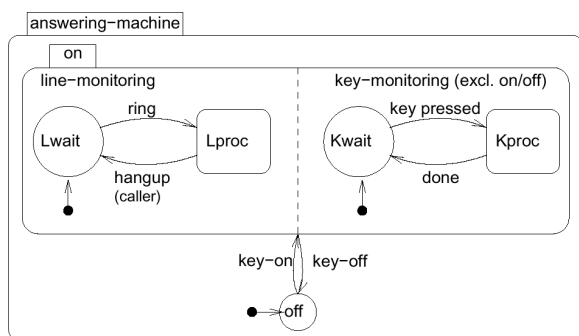 answering−machine
on
line−monitoring
key−monitoring (excl. on/off)
ring
key pressed
Lwait
Lproc
Kwait
Kproc
hangup
(caller)
done
key−on
key−off
off